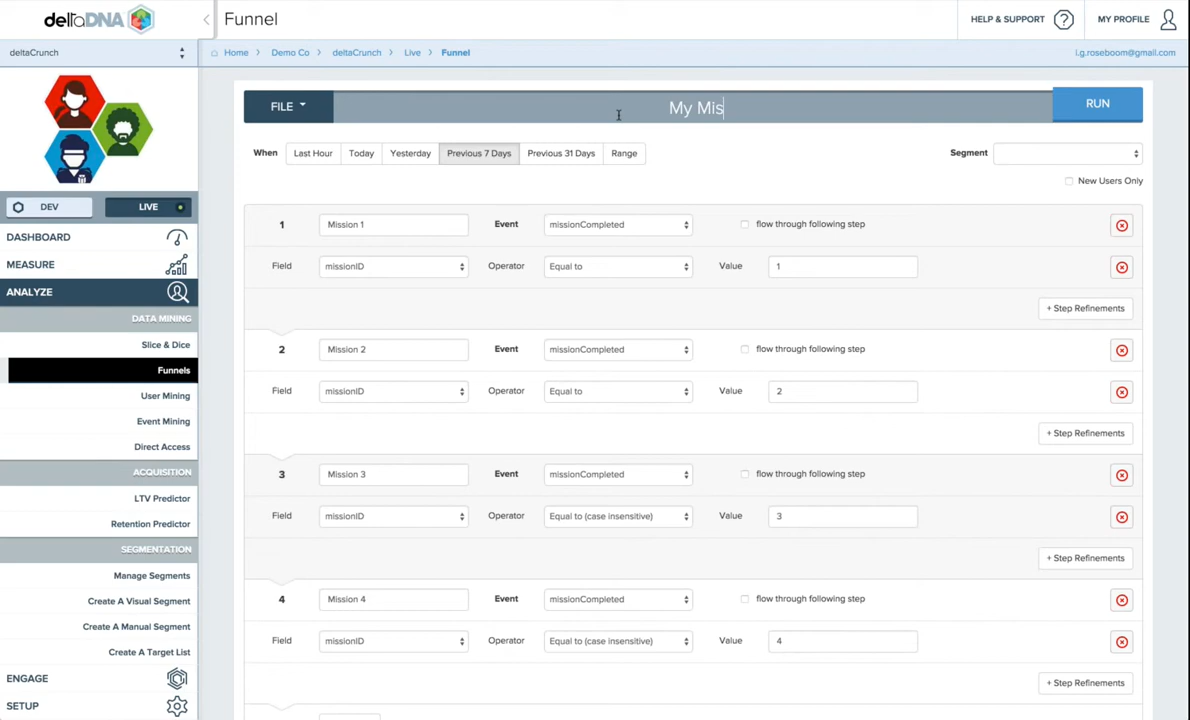 deltaDNA
Funnel
HELP & SUPPORT
MY PROFILE
deltaCrunch
Home > Demo Co > deltaCrunch > Live > Funnel
l.g.roseboom@gmail.com
FILE
My Mis
RUN
When Last Hour Today Yesterday Previous 7 Days Previous 31 Days Range
Segment
New Users Only
DEV
LIVE
DASHBOARD
MEASURE
ANALYZE
DATA MINING
Slice & Dice
Funnels
User Mining
Event Mining
Direct Access
ACQUISITION
LTV Predictor
Retention Predictor
SEGMENTATION
Manage Segments
Create A Visual Segment
Create A Manual Segment
Create A Target List
ENGAGE
SETUP
1 Mission 1 Event missionCompleted flow through following step
Field missionID Operator Equal to Value 1
+ Step Refinements
2 Mission 2 Event missionCompleted flow through following step
Field missionID Operator Equal to Value 2
+ Step Refinements
3 Mission 3 Event missionCompleted flow through following step
Field missionID Operator Equal to (case insensitive) Value 3
+ Step Refinements
4 Mission 4 Event missionCompleted flow through following step
Field missionID Operator Equal to (case insensitive) Value 4
+ Step Refinements